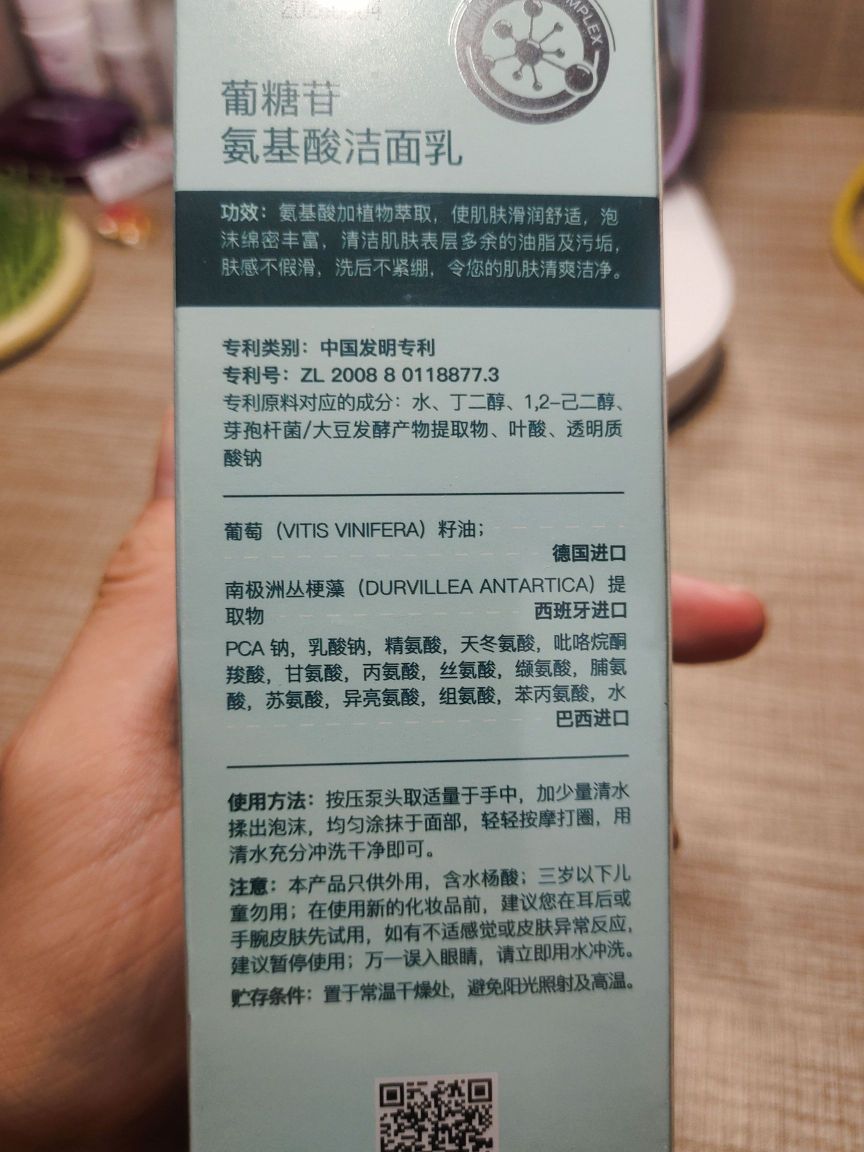 COMPLEX
葡糖苷
氨基酸洁面乳
功效：氨基酸加植物萃取，使肌肤滑润舒适，泡
沫绵密丰富，清洁肌肤表层多余的油脂及污垢，
肤感不假滑，洗后不紧绷，令您的肌肤清爽洁净。
专利类别：中国发明专利
专利号：ZL 2008 8 0118877.3
专利原料对应的成分：水、丁二醇、1,2-己二醇、
芽孢杆菌/大豆发酵产物提取物、叶酸、透明质
酸钠
葡萄（VITIS VINIFERA）籽油；
德国进口
南极洲丛梗藻（DURVILLEA ANTARTICA）提
取物 西班牙进口
PCA 钠，乳酸钠，精氨酸，天冬氨酸，吡咯烷酮
羧酸，甘氨酸，丙氨酸，丝氨酸，缬氨酸，脯氨
酸，苏氨酸，异亮氨酸，组氨酸，苯丙氨酸，水
巴西进口
使用方法：按压泵头取适量于手中，加少量清水
揉出泡沫，均匀涂抹于面部，轻轻按摩打圈，用
清水充分冲洗干净即可。
注意：本产品只供外用，含水杨酸；三岁以下儿
童勿用；在使用新的化妆品前，建议您在耳后或
手腕皮肤先试用，如有不适感觉或皮肤异常反应，
建议暂停使用；万一误入眼睛，请立即用水冲洗。
贮存条件：置于常温干燥处，避免阳光照射及高温。